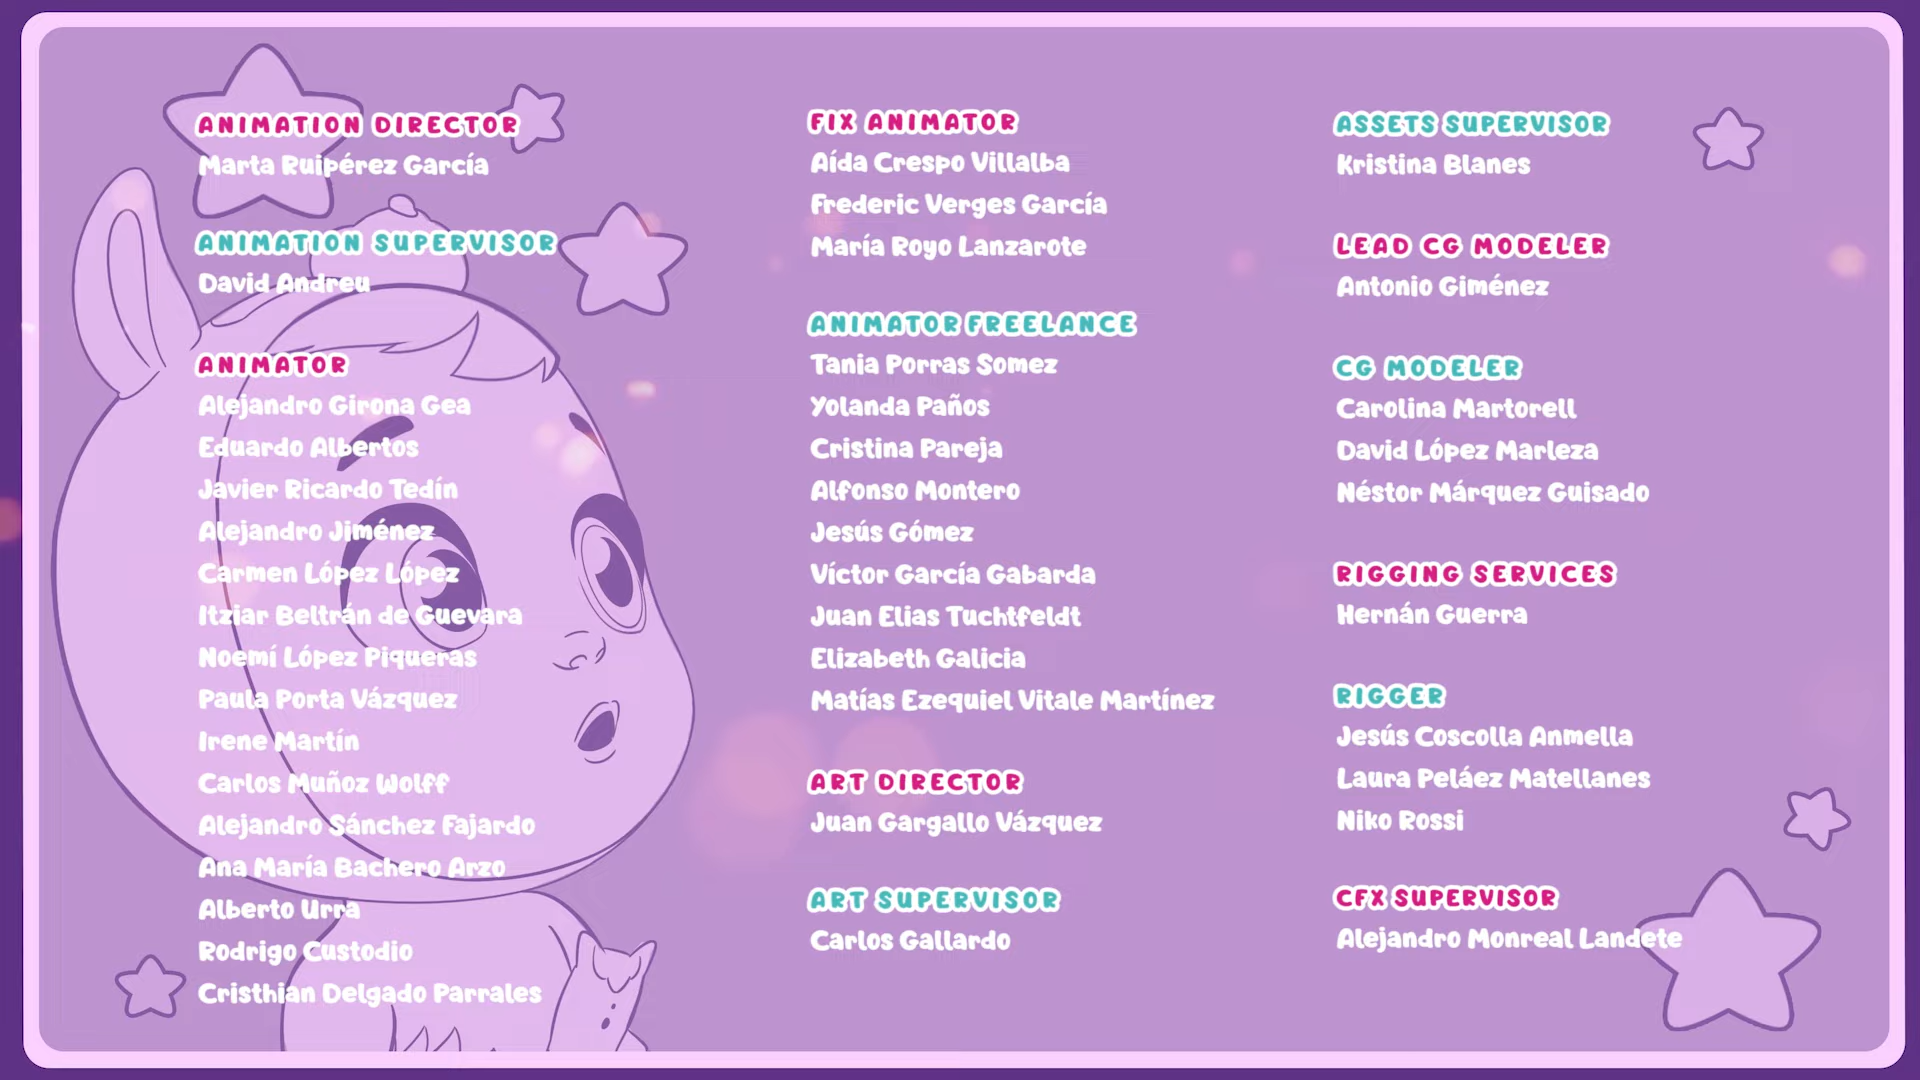 ANIMATION DIRECTOR
Marta Ruipérez García
ANIMATION SUPERVISOR
David Andreu
ANIMATOR
Alejandro Girona Gea
Eduardo Albertos
Javier Ricardo Tedín
Alejandro Jiménez
Carmen López López
Itziar Beltrán de Guevara
Noemí López Piqueras
Paula Porta Vázquez
Irene Martín
Carlos Muñoz Wolff
Alejandro Sánchez Fajardo
Ana María Bachero Arzo
Alberto Urra
Rodrigo Custodio
Cristhian Delgado Parrales
FIX ANIMATOR
Aída Crespo Villalba
Frederic Verges García
María Royo Lanzarote
ANIMATOR FREELANCE
Tania Porras Somez
Yolanda Paños
Cristina Pareja
Alfonso Montero
Jesús Gómez
Víctor García Gabarda
Juan Elias Tuchtfeldt
Elizabeth Galicia
Matías Ezequiel Vitale Martínez
ART DIRECTOR
Juan Gargallo Vázquez
ART SUPERVISOR
Carlos Gallardo
ASSETS SUPERVISOR
Kristina Blanes
LEAD CG MODELER
Antonio Giménez
CG MODELER
Carolina Martorell
David López Marleza
Néstor Márquez Guisado
RIGGING SERVICES
Hernán Guerra
RIGGER
Jesús Coscolla Anmella
Laura Peláez Matellanes
Niko Rossi
CFX SUPERVISOR
Alejandro Monreal Landete